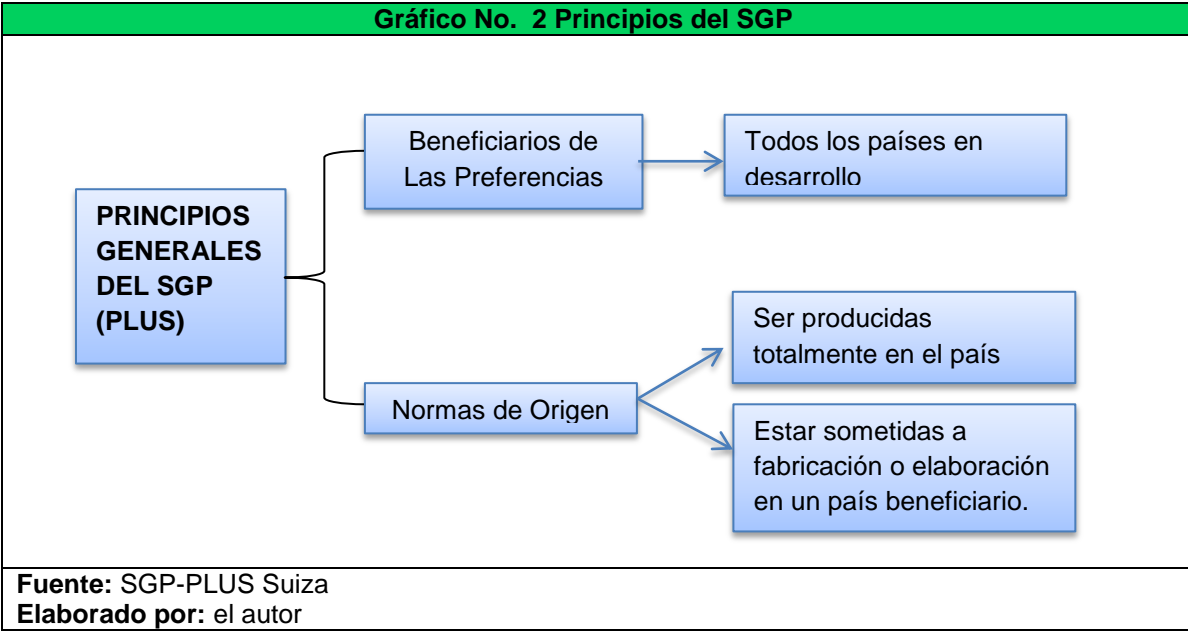 Gráfico No. 2 Principios del SGP
PRINCIPIOS
GENERALES
DEL SGP
(PLUS)
Beneficiarios de
Las Preferencias
Todos los países en
desarrollo
Normas de Origen
Ser producidas
totalmente en el país
Estar sometidas a
fabricación o elaboración
en un país beneficiario.
Fuente: SGP-PLUS Suiza
Elaborado por: el autor